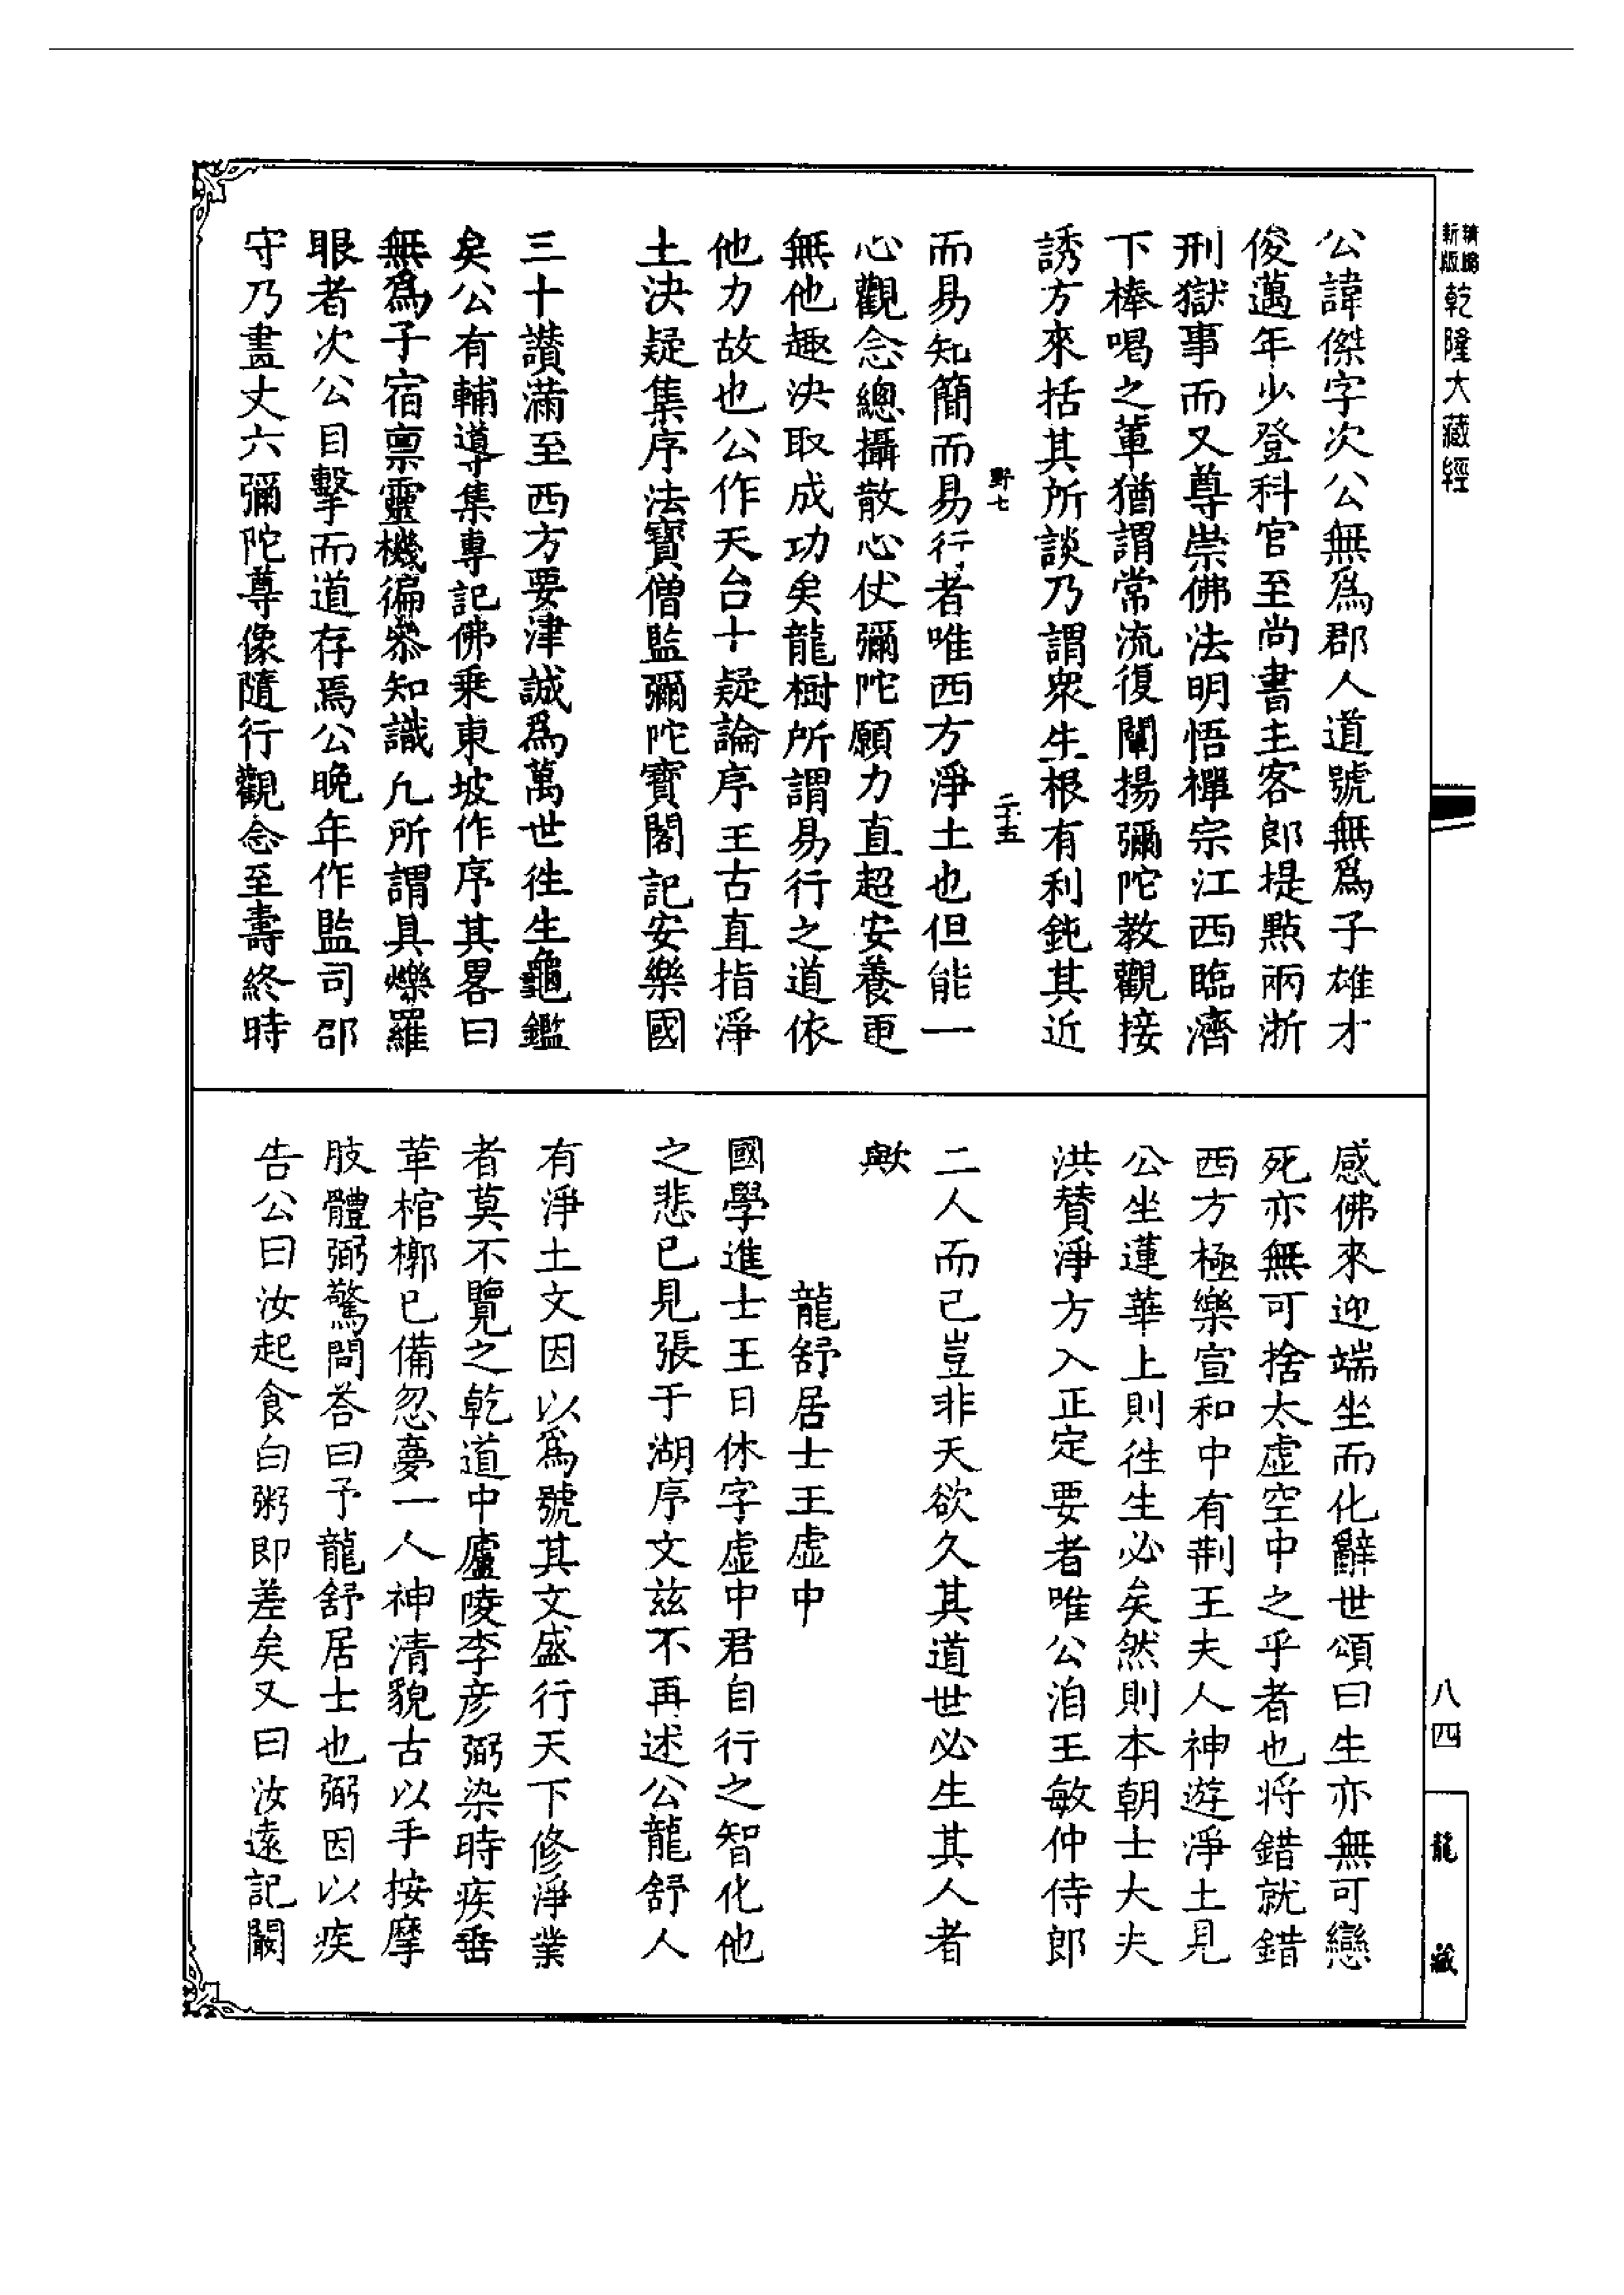 精縮
新版
乾隆大藏經
公諱傑字次公無爲郡人道號無爲子雄才
俊邁年少登科官至尚書主客郎提㸃兩浙
刑獄事而又尊崇佛法明悟禪宗江西臨濟
下棒喝之軰猶謂常流復闡揚彌陀教觀接
誘方來括其所談乃謂衆生根有利鈍其近
野七
二十五
而易知簡而易行者唯西方淨土也但能一
心觀念總攝散心仗彌陀願力直超安養更
無他趣決取成功矣龍樹所謂易行之道依
他力故也公作天台十疑論序王古直指淨
土決疑集序法寶僧監彌陀寶閣記安樂國
三十讚滿至西方要津誠爲萬世徃生龜鑑
矣公有輔導集專記佛乗東坡作序其畧曰
無爲子宿禀靈機徧叅知識凢所謂具爍羅
眼者次公目擊而道存焉公晚年作監司郡
守乃畫丈六彌陀尊像隨行觀念至壽終時
感佛來迎端坐而化辭世頌曰生亦無可戀
死亦無可捨太虛空中之乎者也將錯就錯
西方極樂宣和中有荆王夫人神遊淨土見
公坐蓮華上則徃生必矣然則本朝士大夫
洪賛淨方入正定要者唯公洎王敏仲侍郎
二人而已豈非天欲久其道世必生其人者
歟
龍舒居士王虛中
國學進士王日休字虛中君自行之智化他
之悲已見張于湖序文兹不再述公龍舒人
有淨土文因以爲號其文盛行天下修淨業
者莫不覽之乾道中廬陵李彦弼染時疾垂
革棺槨已備忽夢一人神清貌古以手按摩
肢體弼驚問荅曰予龍舒居士也弼因以疾
告公曰汝起食白粥即差矣又曰汝遠記闞
八四
龍藏